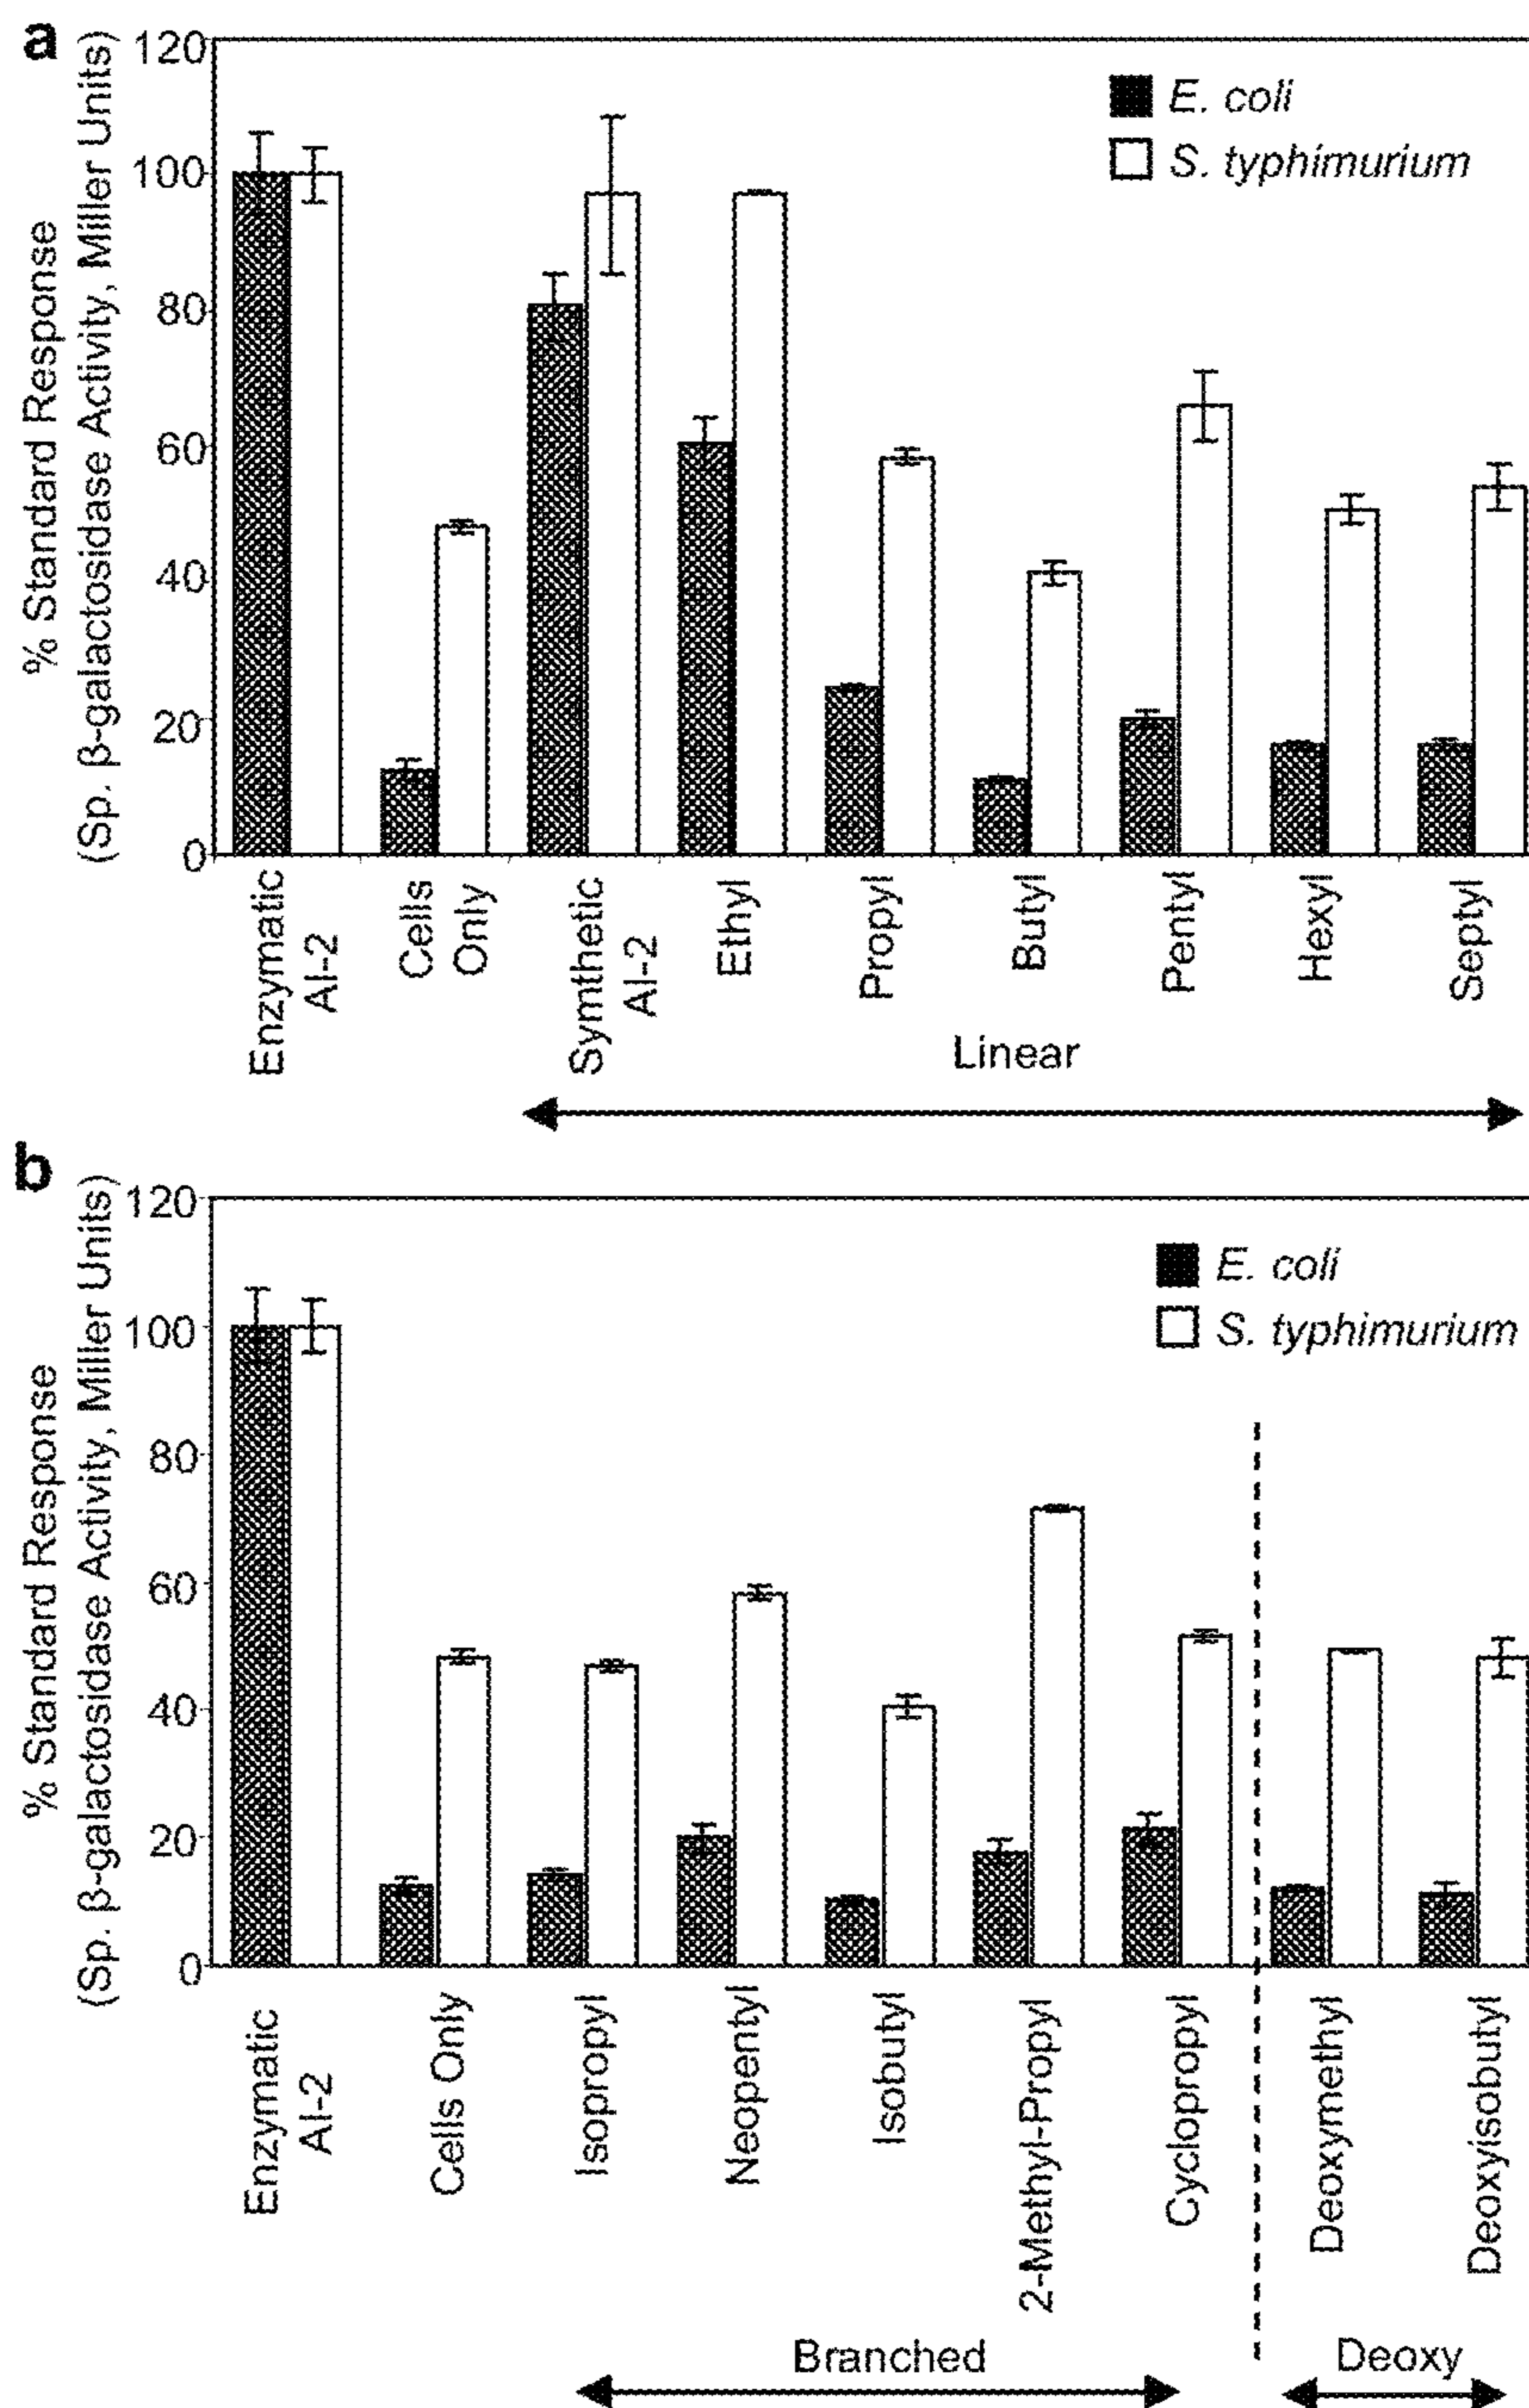 a
% Standard Response
(Sp. β-galactosidase Activity, Miller Units)
120
100
80
60
40
20
0
E. coli
S. typhimurium
Enzymatic
AI-2
Cells
Only
Symthetic
AI-2
Ethyl
Propyl
Butyl
Pentyl
Hexyl
Septyl
Linear
b
% Standard Response
(Sp. β-galactosidase Activity, Miller Units)
120
100
80
60
40
20
0
E. coli
S. typhimurium
Enzymatic
AI-2
Cells Only
Isopropyl
Neopentyl
Isobutyl
2-Methyl-Propyl
Cyclopropyl
Deoxymethyl
Deoxyisobutyl
Branched
Deoxy